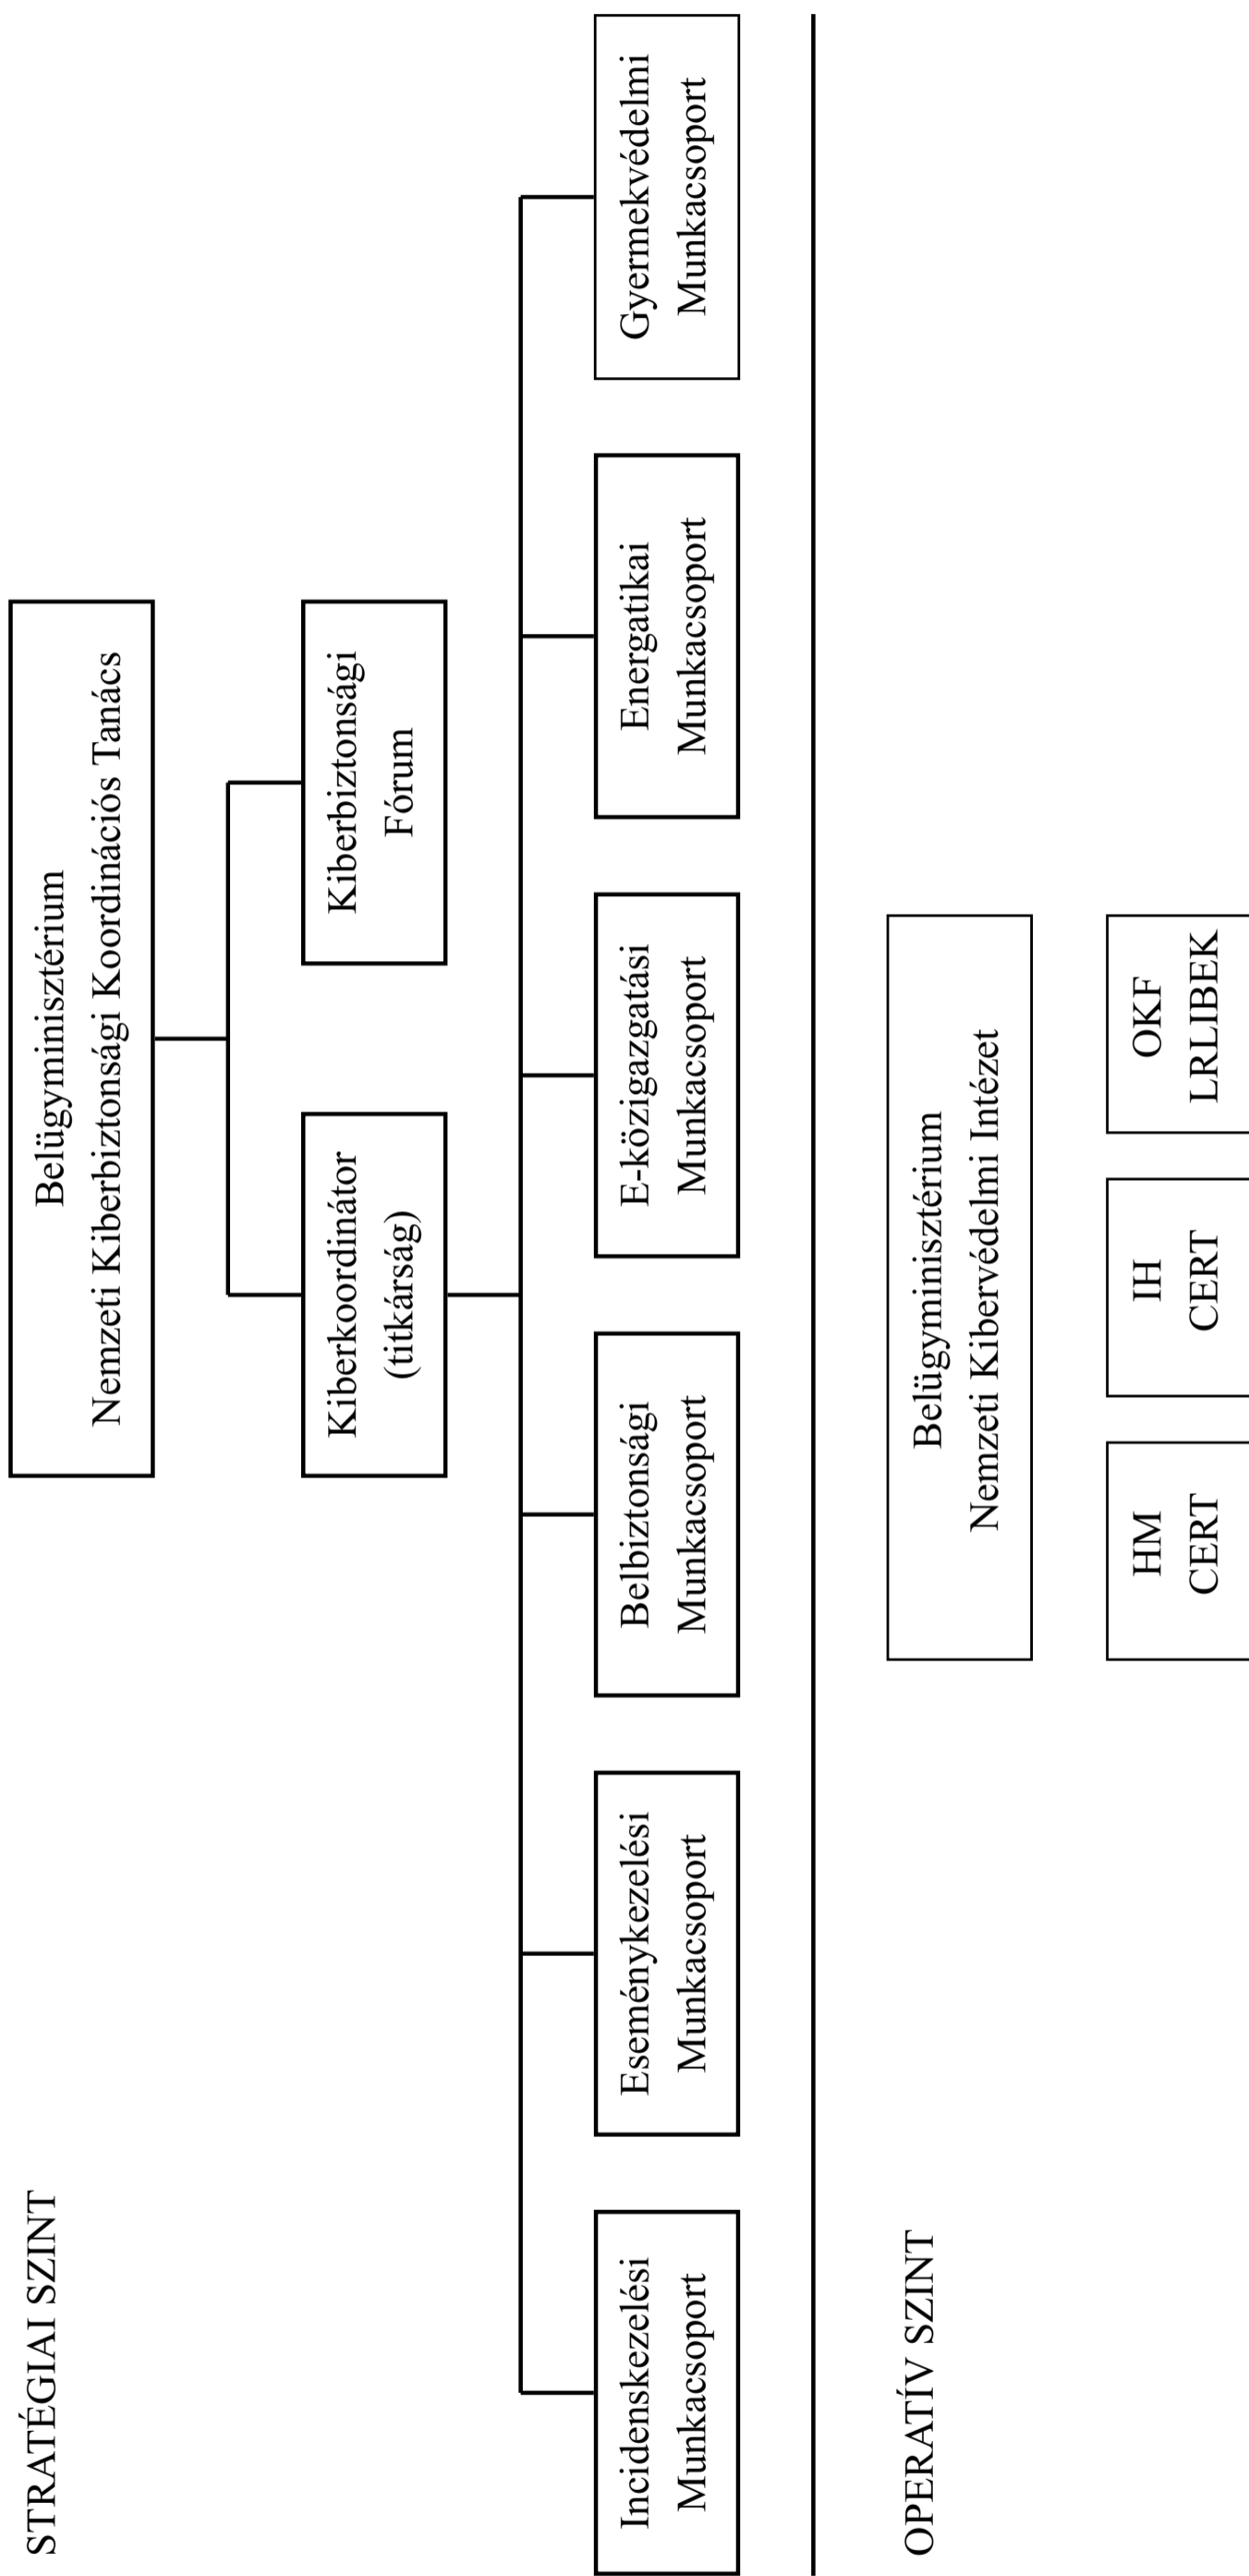 STRATÉGIAI SZINT
Belügyminisztérium
Nemzeti Kiberbiztonsági Koordinációs Tanács
Kiberkoordinátor
(titkárság)
Kiberbiztonsági
Fórum
Incidenskezelési
Munkacsoport
Eseménykezelési
Munkacsoport
Belbiztonsági
Munkacsoport
E-közigazgatási
Munkacsoport
Energatikai
Munkacsoport
Gyermekvédelmi
Munkacsoport
OPERATÍV SZINT
Belügyminisztérium
Nemzeti Kibervédelmi Intézet
HM
CERT
IH
CERT
OKF
LRLIBEK